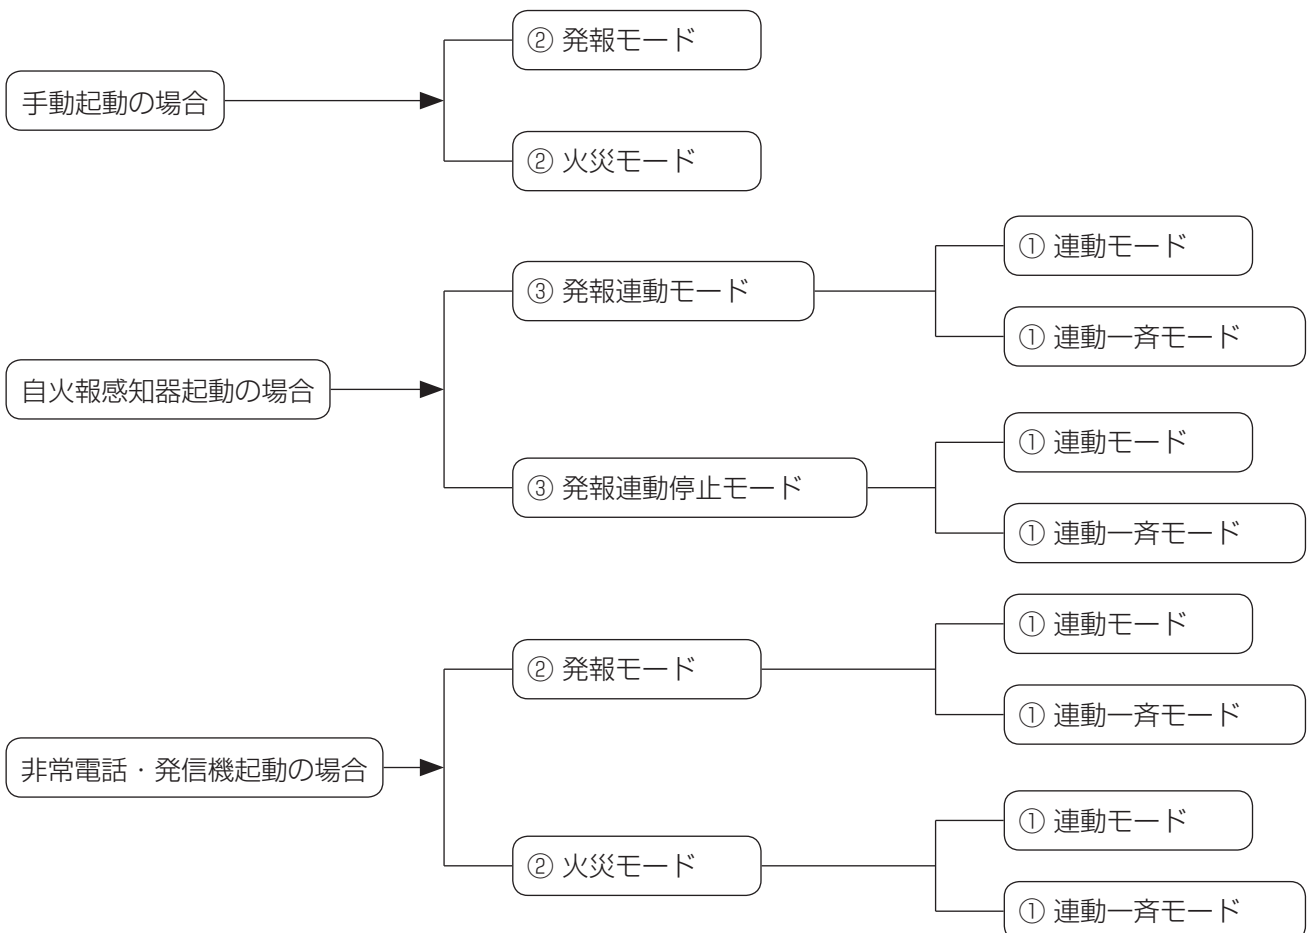 手動起動の場合
② 発報モード
② 火災モード
自火報感知器起動の場合
③ 発報連動モード
① 連動モード
① 連動一斉モード
③ 発報連動停止モード
① 連動モード
① 連動一斉モード
非常電話・発信機起動の場合
② 発報モード
① 連動モード
① 連動一斉モード
② 火災モード
① 連動モード
① 連動一斉モード